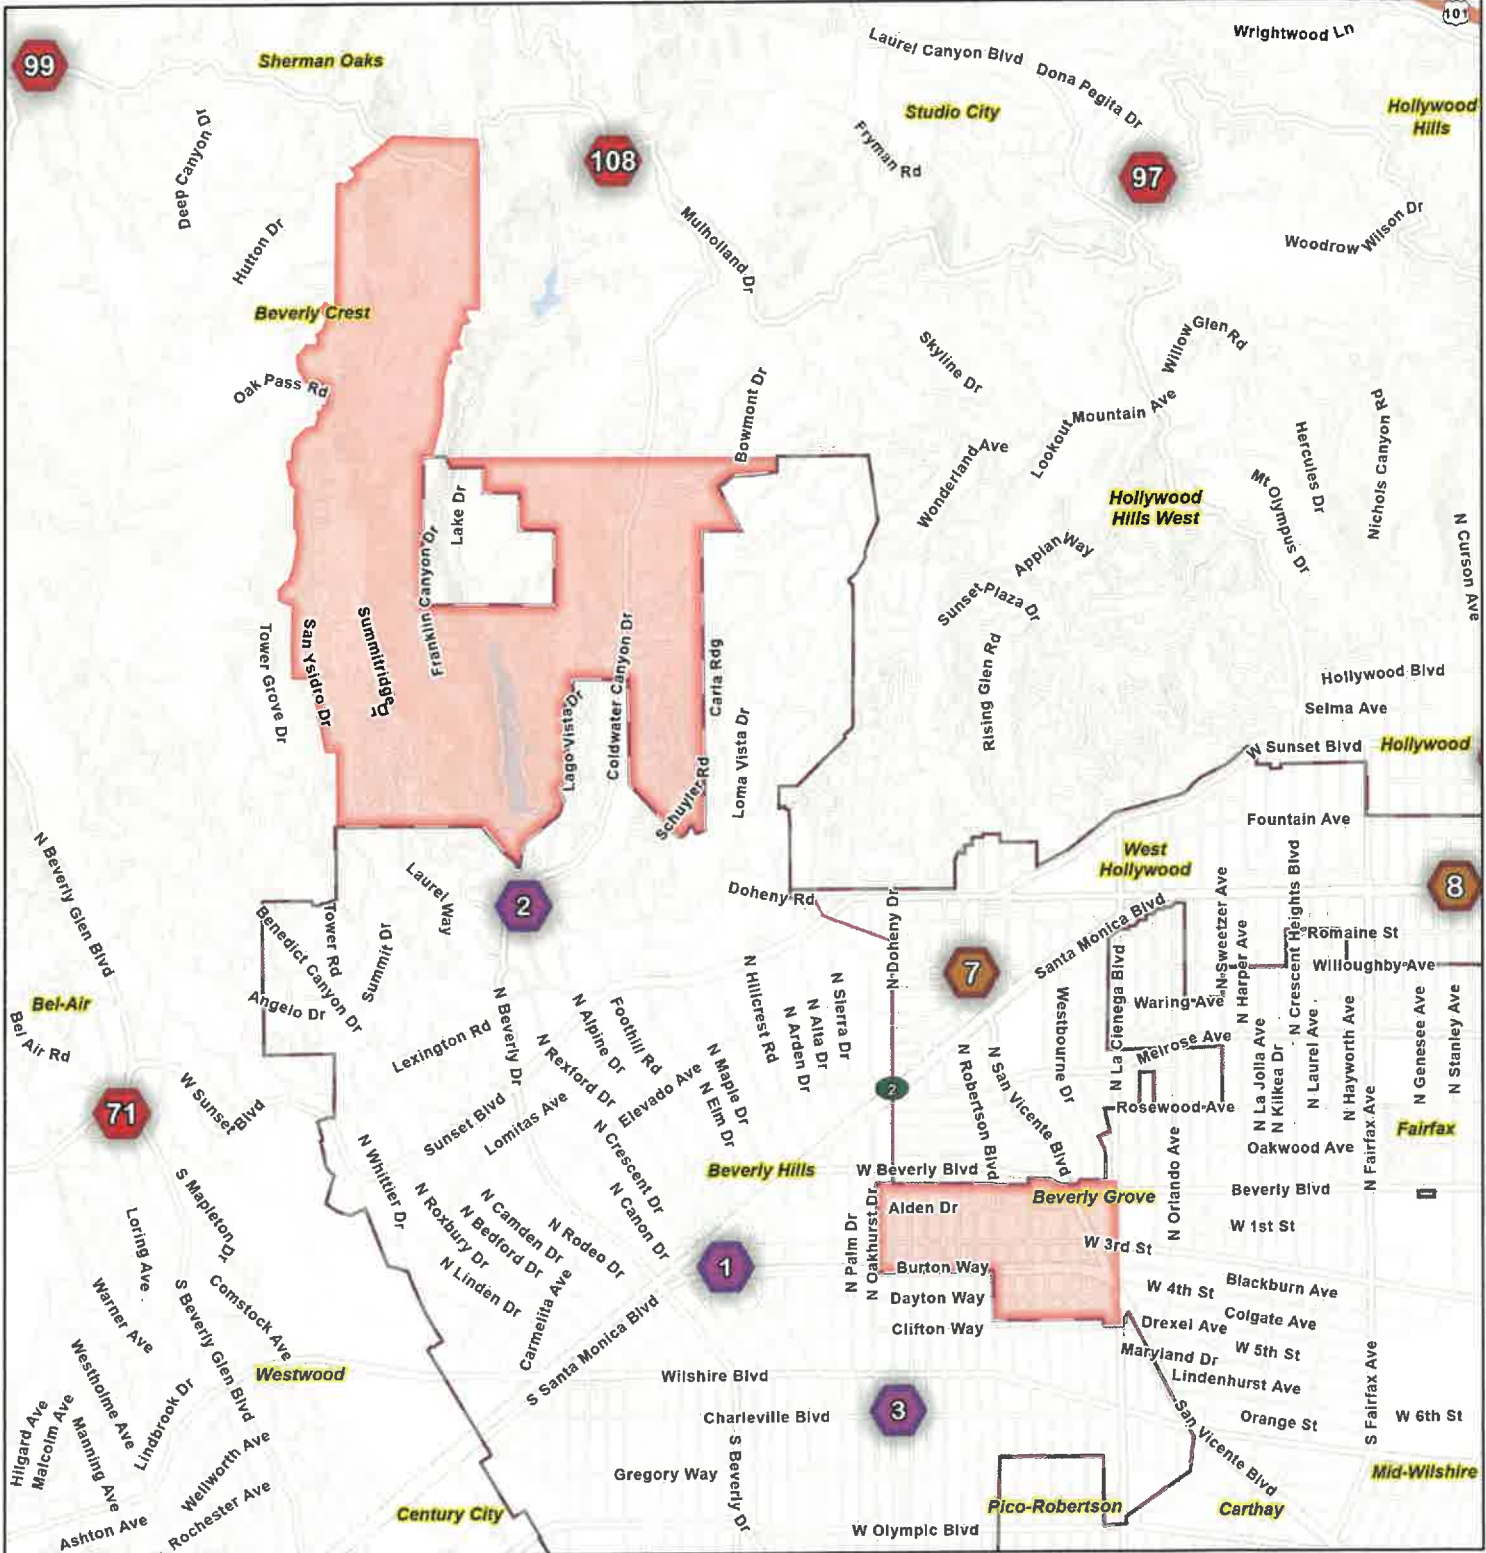 101
Wrightwood Ln
Laurel Canyon Blvd
Dona Pegita Dr
99
Sherman Oaks
Studio City
Hollywood
Hills
Deep Canyon Dr
108
Fryman Rd
97
Hutton Dr
Mulholland Dr
Woodrow Wilson Dr
Beverly Crest
Oak Pass Rd
Skyline Dr
Willow Glen Rd
Bowmont Dr
Lookout Mountain Ave
Wonderland Ave
Hercules Dr
Nichols Canyon Rd
Mt Olympus Dr
Hollywood
Hills West
N Curson Ave
Lake Dr
Franklin Canyon Dr
Appian Way
Sunset Plaza Dr
Tower Grove Dr
San Ysidro Dr
Summitridge Dr
Lago Vista Dr
Coldwater Canyon Dr
Carla Rdg
Schuyler Rd
Loma Vista Dr
Rising Glen Rd
Hollywood Blvd
Selma Ave
W Sunset Blvd
Hollywood
Fountain Ave
N Beverly Glen Blvd
Laurel Way
2
Doheny Rd
N Doheny Dr
West
Hollywood
8
Benedict Canyon Dr
Tower Rd
Summit Dr
Angelo Dr
7
Santa Monica Blvd
N La Cienega Blvd
N Sweetzer Ave
N Harper Ave
N Crescent Heights Blvd
Romaine St
Willoughby Ave
Waring Ave
Melrose Ave
Rosewood Ave
Bel-Air
Bel Air Rd
71
W Sunset Blvd
Lexington Rd
N Beverly Dr
N Rexford Dr
N Alpine Dr
Foothill Rd
N Maple Dr
N Elm Dr
Elevado Ave
N Hillcrest Rd
N Arden Dr
N Alta Dr
N Sierra Dr
2
N Robertson Blvd
N San Vicente Blvd
Westbourne Dr
N La Jolla Ave
N Kilkea Dr
N Laurel Ave
N Hayworth Ave
N Fairfax Ave
N Genesee Ave
N Stanley Ave
Fairfax
Sunset Blvd
Lomitas Ave
N Crescent Dr
N Canon Dr
N Whittier Dr
N Roxbury Dr
N Bedford Dr
N Camden Dr
N Rodeo Dr
N Linden Dr
Carmelita Ave
Beverly Hills
W Beverly Blvd
Beverly Grove
N Orlando Ave
Oakwood Ave
Beverly Blvd
W 1st St
S Mapleton Dr
Loring Ave
Warner Ave
S Beverly Glen Blvd
Comstock Ave
1
N Palm Dr
N Oakhurst Dr
Alden Dr
W 3rd St
Burton Way
Dayton Way
Clifton Way
W 4th St
Blackburn Ave
Colgate Ave
Drexel Ave
W 5th St
Maryland Dr
Lindenhurst Ave
S Santa Monica Blvd
Westwood
Westholme Ave
Hilgard Ave
Malcolm Ave
Manning Ave
Lindbrook Dr
Wilshire Blvd
Charleville Blvd
3
Orange St
San Vicente Blvd
S Fairfax Ave
W 6th St
Wellworth Ave
Rochester Ave
Ashton Ave
Gregory Way
S Beverly Dr
Century City
W Olympic Blvd
Pico-Robertson
Carthay
Mid-Wilshire